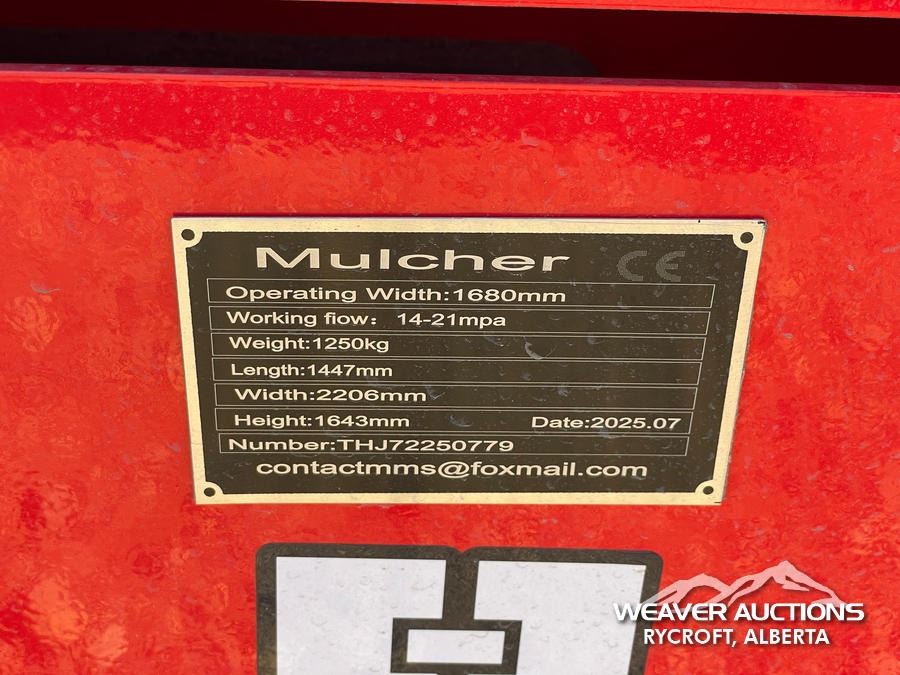 Mulcher CE
Operating Width:1680mm
Working fiow: 14-21mpa
Weight:1250kg
Length:1447mm
Width:2206mm
Height:1643mm Date:2025.07
Number:THJ72250779
contactmms@foxmail.com
WEAVER AUCTIONS
RYCROFT, ALBERTA